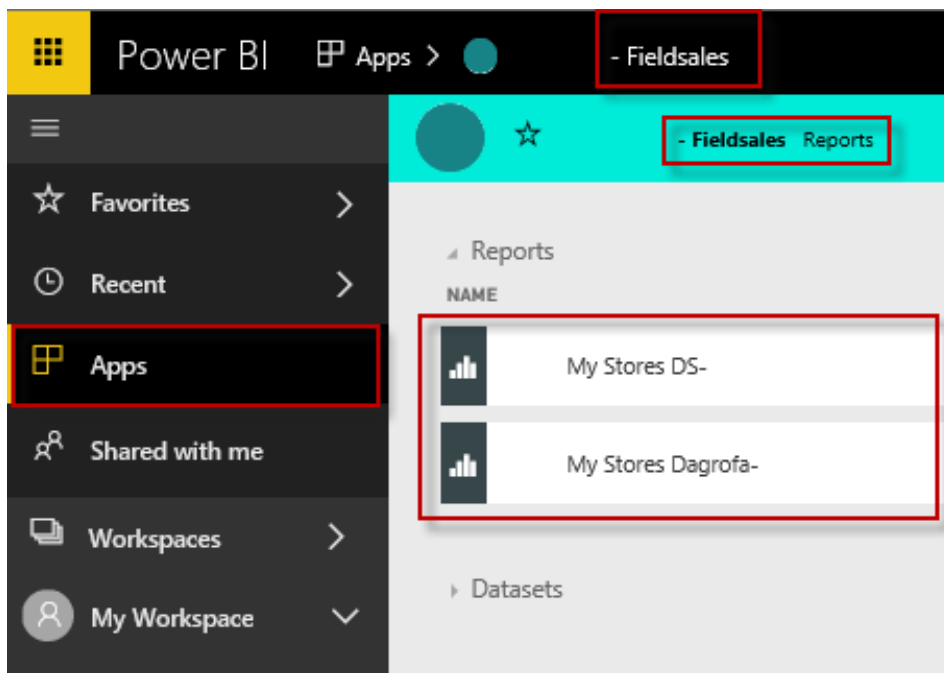 Power BI Apps > - Fieldsales
- Fieldsales Reports
Favorites
Recent
Apps
Shared with me
Workspaces
My Workspace
Reports
NAME
My Stores DS-
My Stores Dagrofa-
Datasets